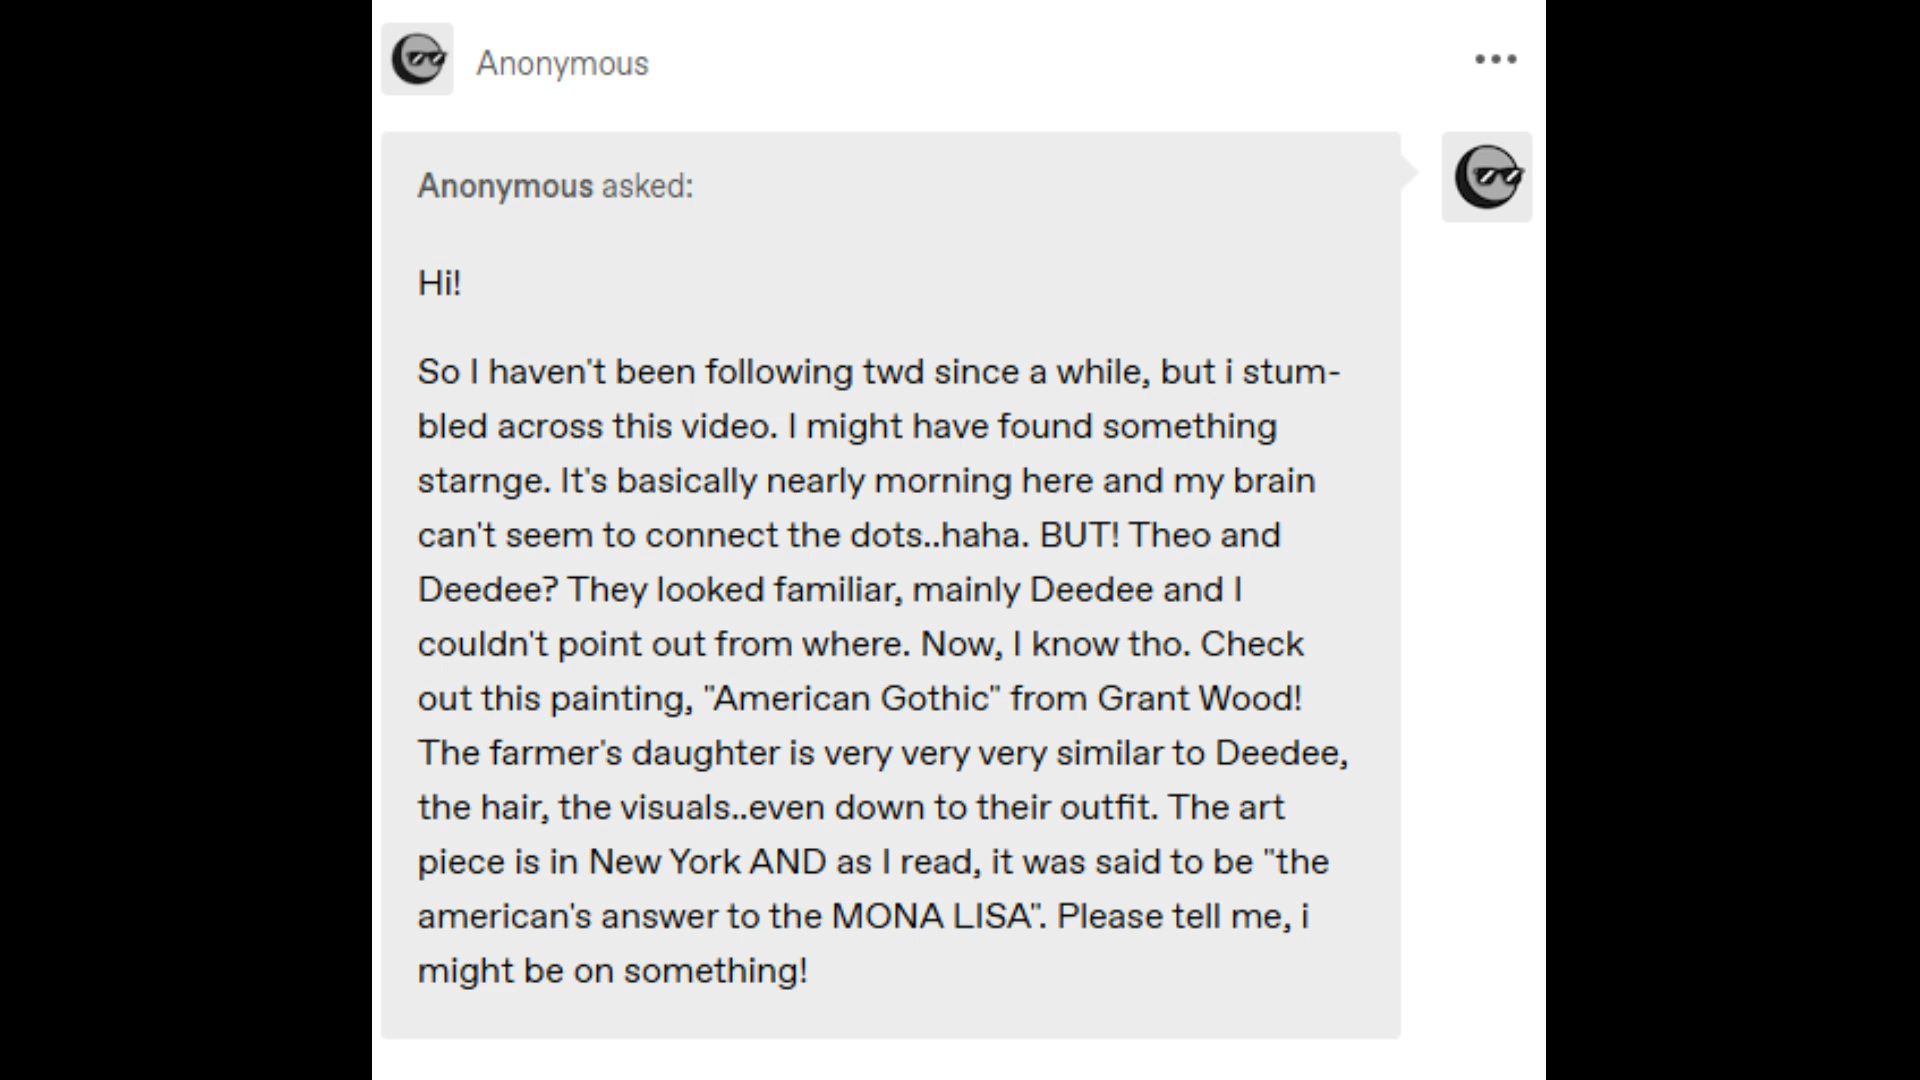 Anonymous
Anonymous asked:
Hi!
So I haven't been following twd since a while, but i stum-
bled across this video. I might have found something
starnge. It's basically nearly morning here and my brain
can't seem to connect the dots..haha. BUT! Theo and
Deedee? They looked familiar, mainly Deedee and I
couldn't point out from where. Now, I know tho. Check
out this painting, "American Gothic" from Grant Wood!
The farmer's daughter is very very very similar to Deedee,
the hair, the visuals..even down to their outfit. The art
piece is in New York AND as I read, it was said to be "the
american's answer to the MONA LISA". Please tell me, i
might be on something!